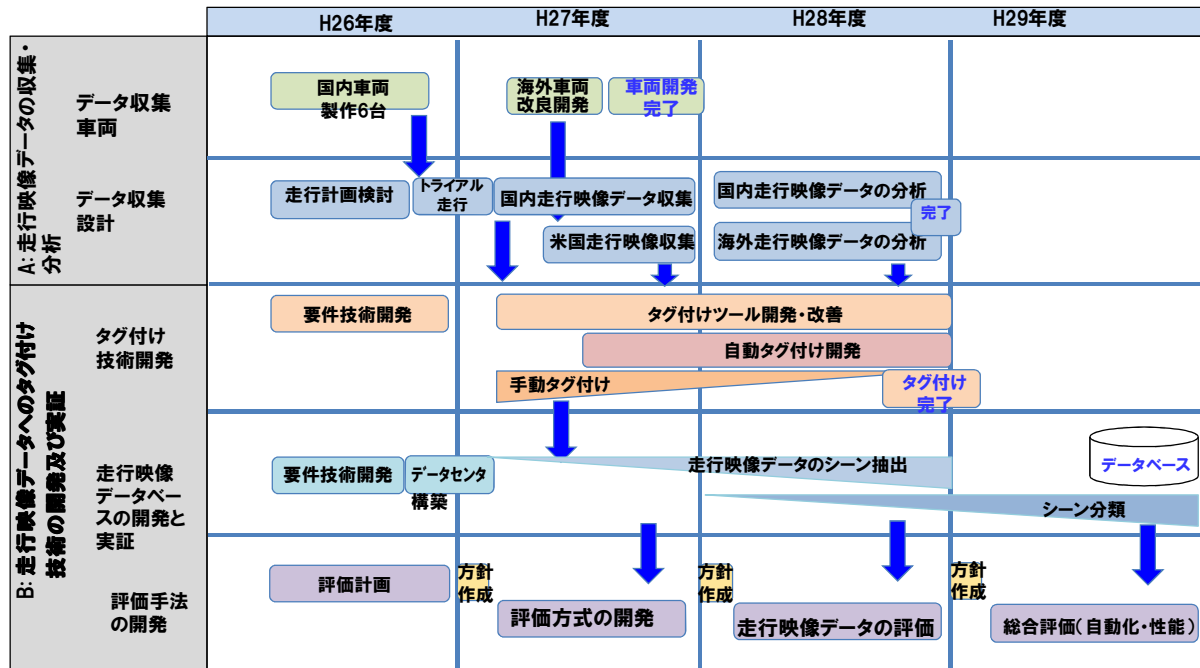 H26年度
H27年度
H28年度
H29年度
A: 走行映像データの収集・
分析
データ収集
車両
国内車両
製作6台
海外車両
改良開発
車両開発
完了
データ収集
設計
走行計画検討
トライアル
走行
国内走行映像データ収集
米国走行映像収集
国内走行映像データの分析
海外走行映像データの分析
完了
B: 走行映像データへのタグ付け
技術の開発及び実証
タグ付け
技術開発
要件技術開発
タグ付けツール開発・改善
自動タグ付け開発
手動タグ付け
タグ付け
完了
走行映像
データベー
スの開発と
実証
要件技術開発
データセンタ
構築
走行映像データのシーン抽出
シーン分類
データベース
評価手法
の開発
評価計画
方針
作成
評価方式の開発
方針
作成
走行映像データの評価
方針
作成
総合評価(自動化・性能)